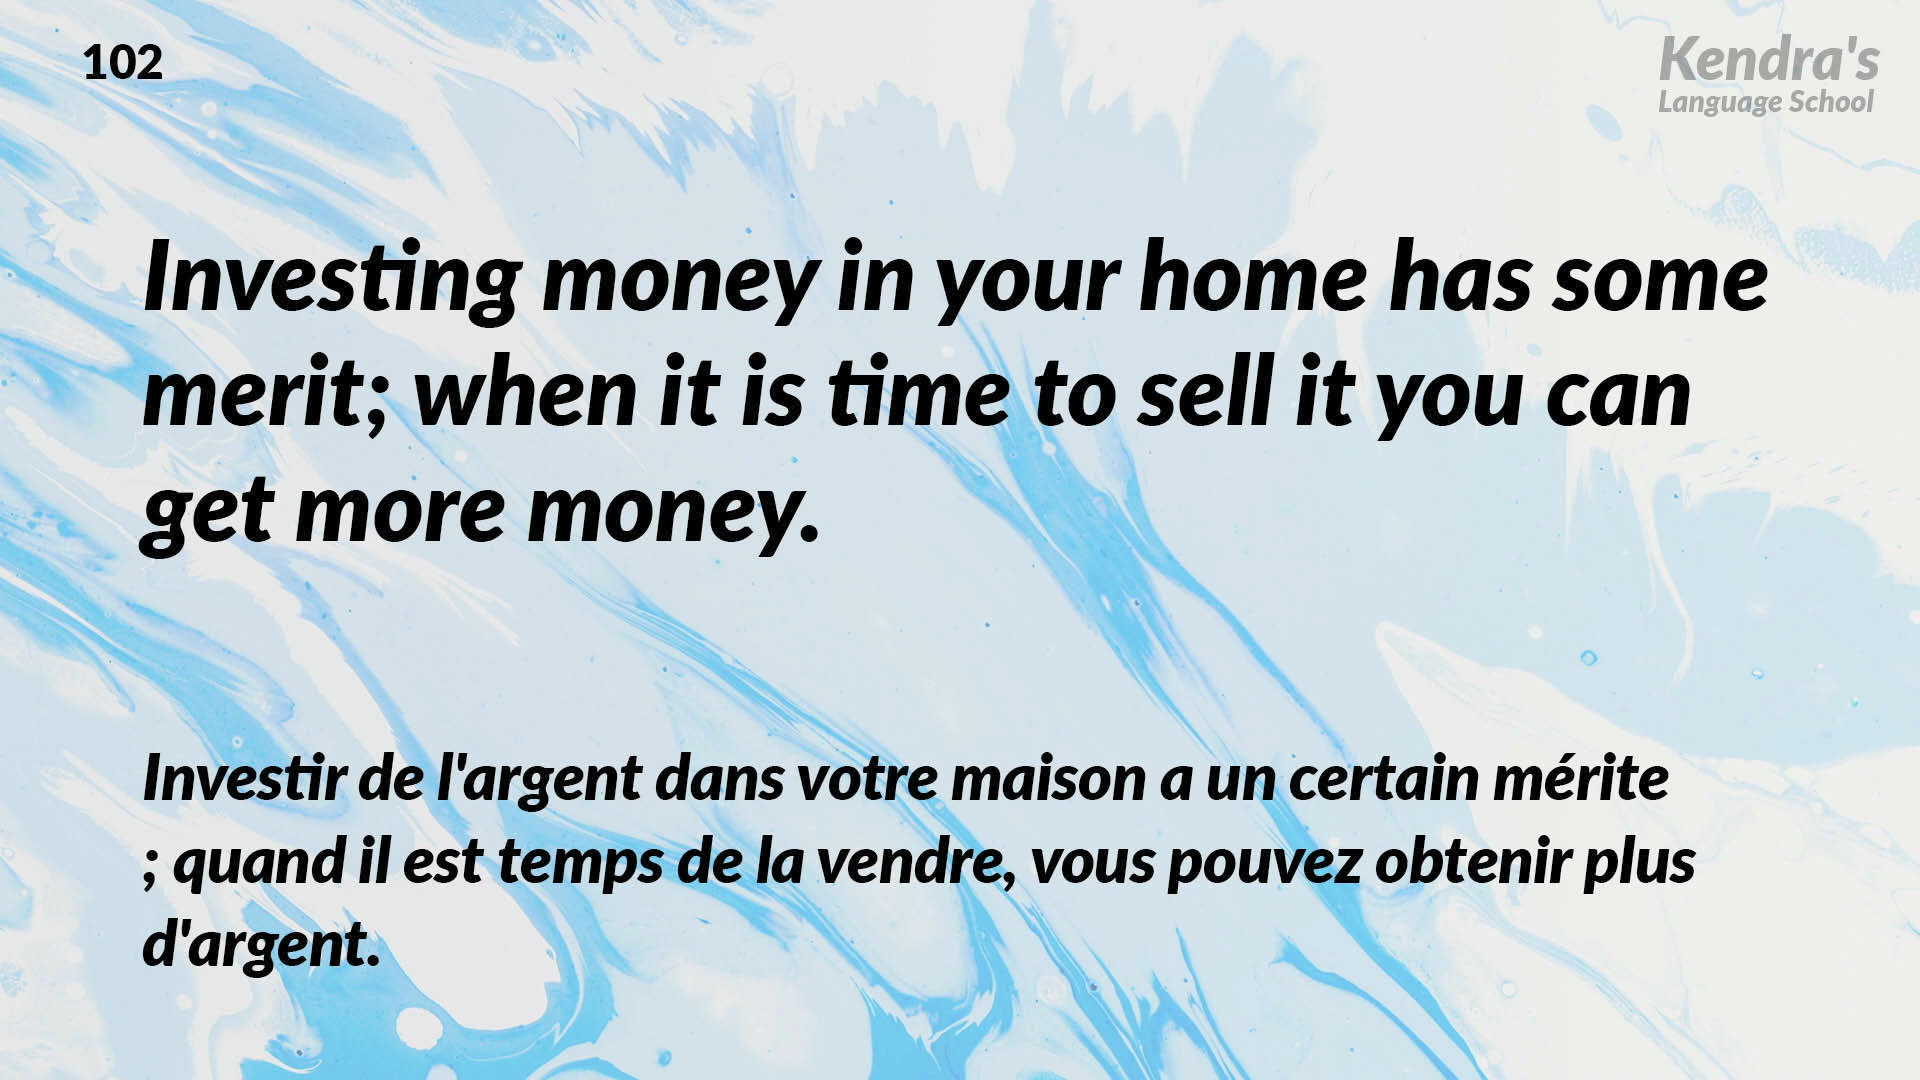 102
Kendra's
Language School
Investing money in your home has some
merit; when it is time to sell it you can
get more money.
Investir de l'argent dans votre maison a un certain mérite
; quand il est temps de la vendre, vous pouvez obtenir plus
d'argent.